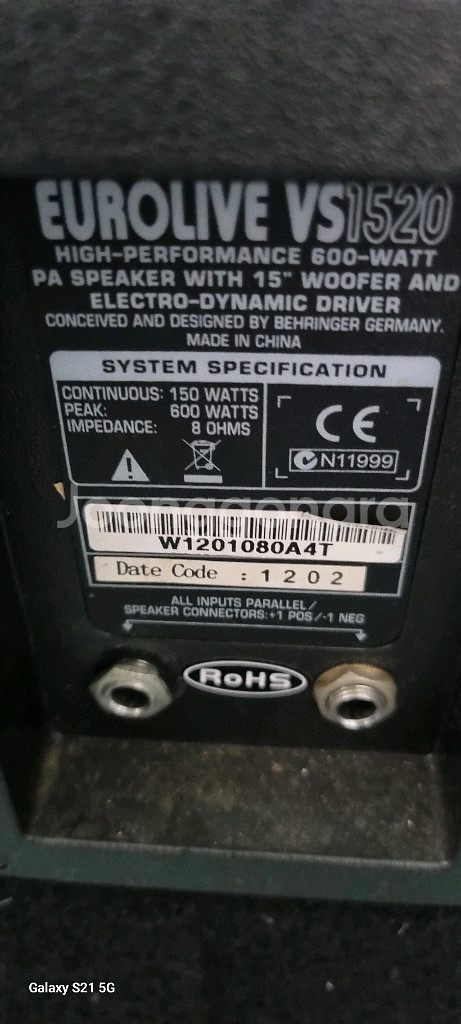 EUROLIVE VS1520
HIGH-PERFORMANCE 600-WATT
PA SPEAKER WITH 15" WOOFER AND
ELECTRO-DYNAMIC DRIVER
CONCEIVED AND DESIGNED BY BEHRINGER GERMANY.
MADE IN CHINA
SYSTEM SPECIFICATION
CONTINUOUS: 150 WATTS
PEAK: 600 WATTS
IMPEDANCE: 8 OHMS
CE
N11999
Joonggonara
W1201080A4T
Date Code : 1202
ALL INPUTS PARALLEL/
SPEAKER CONNECTORS:+1 POS/-1 NEG
RoHS
Galaxy S21 5G